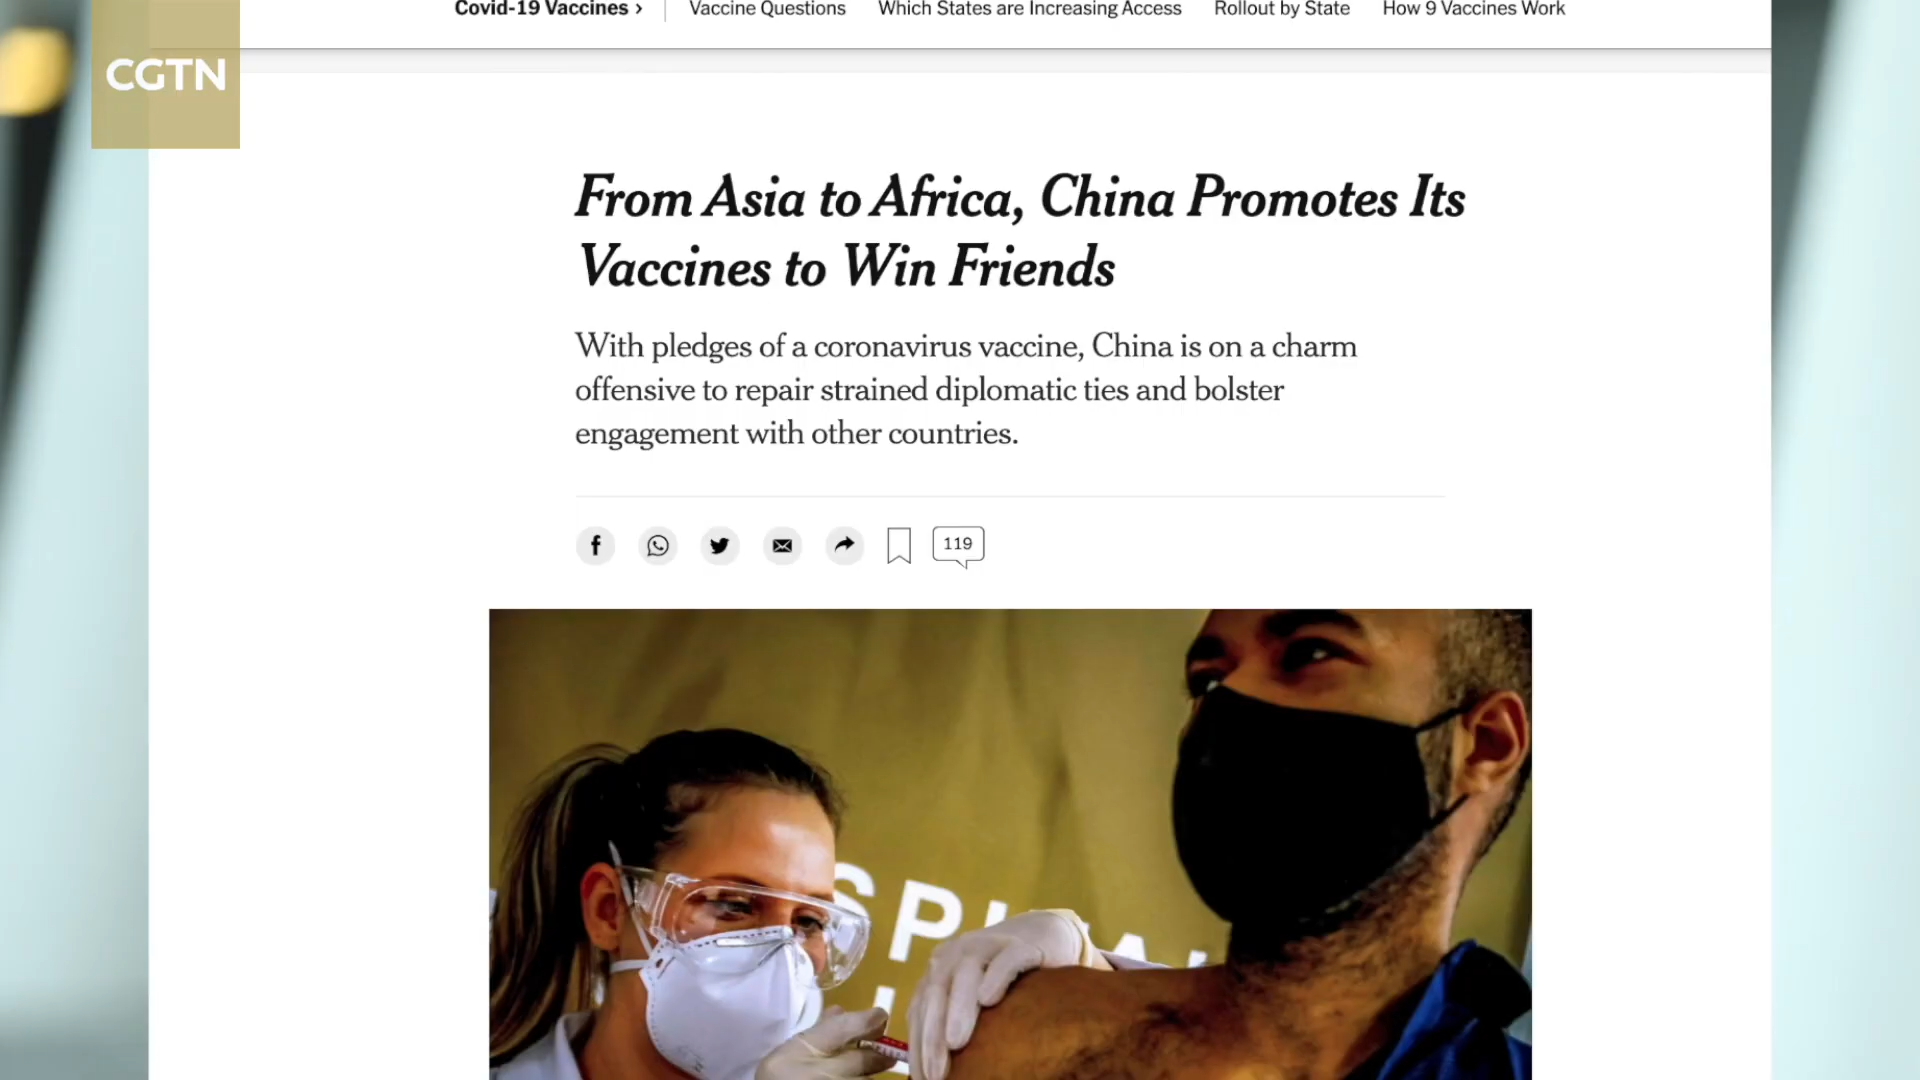 Covid-19 Vaccines › Vaccine Questions Which States are Increasing Access Rollout by State How 9 Vaccines Work
CGTN
From Asia to Africa, China Promotes Its
Vaccines to Win Friends
With pledges of a coronavirus vaccine, China is on a charm
offensive to repair strained diplomatic ties and bolster
engagement with other countries.
119